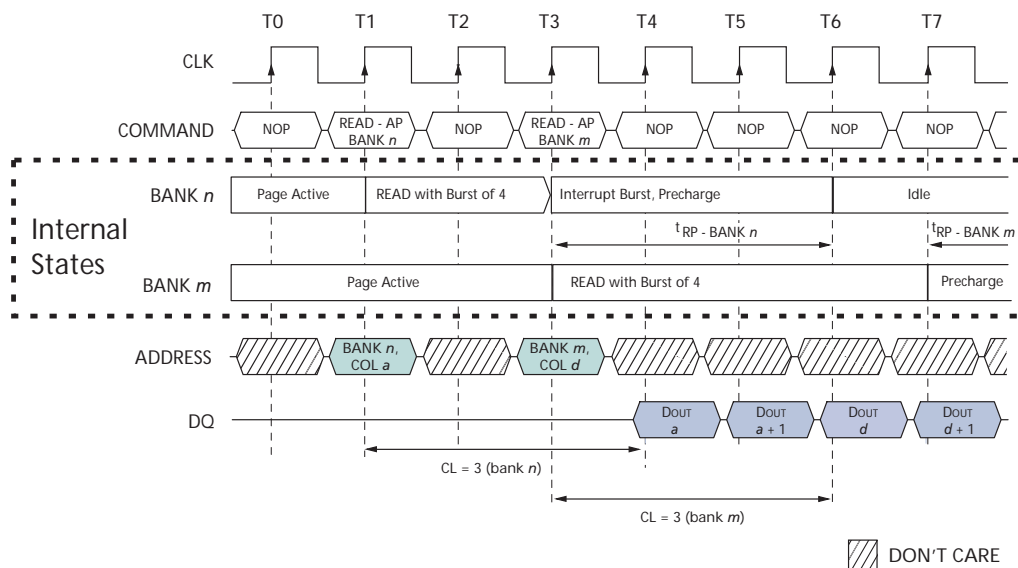 T0 T1 T2 T3 T4 T5 T6 T7
CLK
COMMAND NOP READ - AP BANK n NOP READ - AP BANK m NOP NOP NOP NOP
Internal States
BANK n Page Active READ with Burst of 4 Interrupt Burst, Precharge Idle
tRP - BANK n tRP - BANK m
BANK m Page Active READ with Burst of 4 Precharge
ADDRESS BANK n, COL a BANK m, COL d
DQ DOUT a DOUT a + 1 DOUT d DOUT d + 1
CL = 3 (bank n)
CL = 3 (bank m)
DON'T CARE